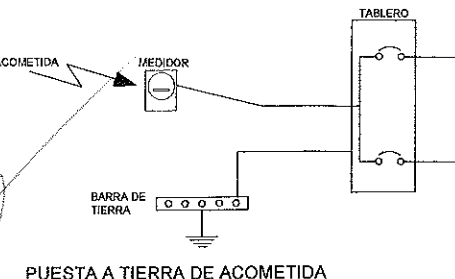 TABLERO
ACOMETIDA
MEDIDOR
BARRA DE
TIERRA
PUESTA A TIERRA DE ACOMETIDA